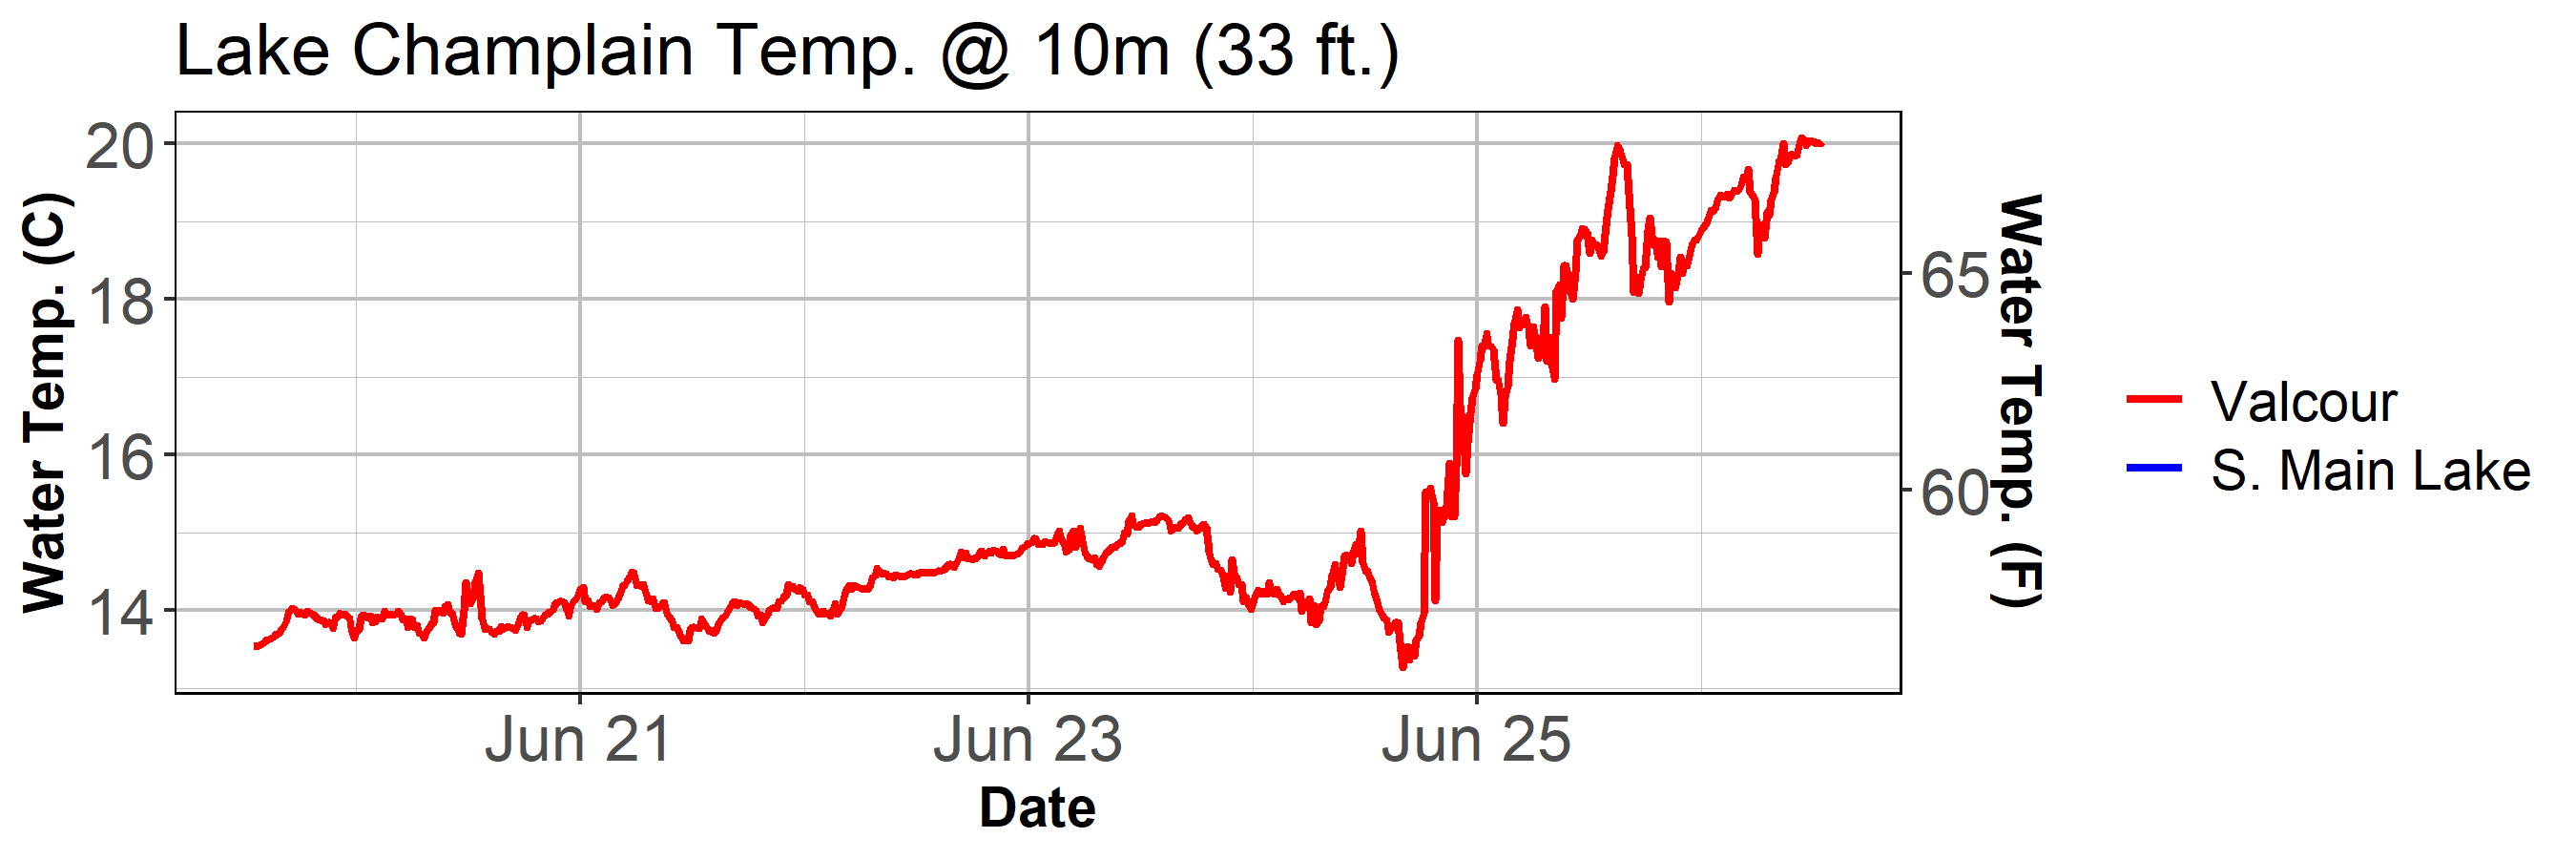 Lake Champlain Temp. @ 10m (33 ft.)
Water Temp. (C)
20
18
16
14
65
60
Water Temp. (F)
Jun 21
Jun 23
Jun 25
Date
Valcour
S. Main Lake